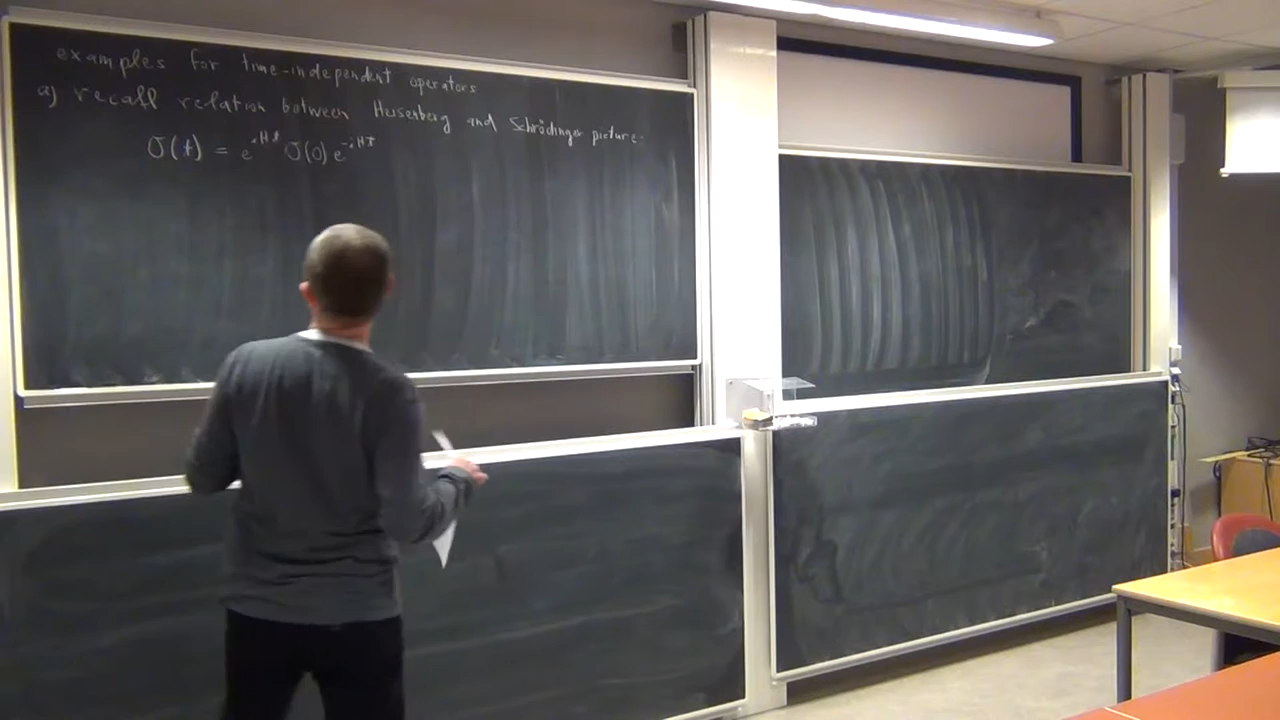 examples for time-independent operators
a) recall relation between Heisenberg and Schrödinger picture:
O(t) = e^{iHt} O(0) e^{-iHt}